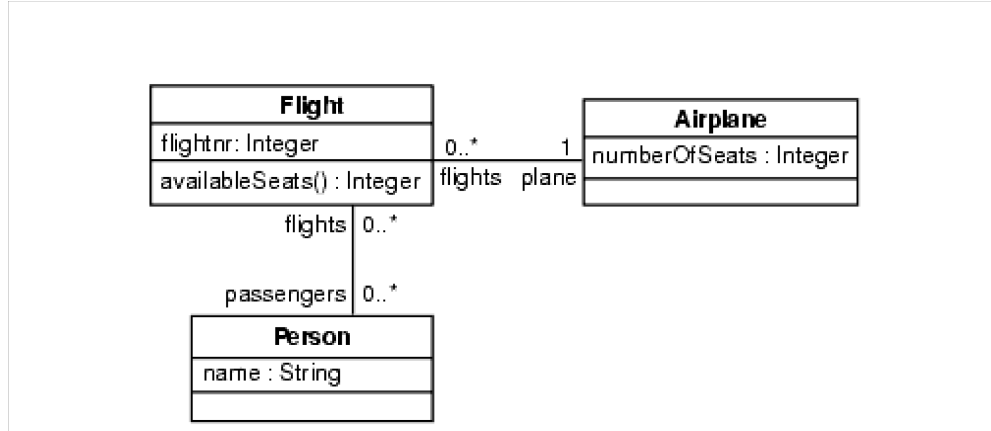 Flight
flightnr: Integer
availableSeats() : Integer
0..*
1
flights
plane
Airplane
numberOfSeats : Integer
flights
0..*
passengers
0..*
Person
name : String